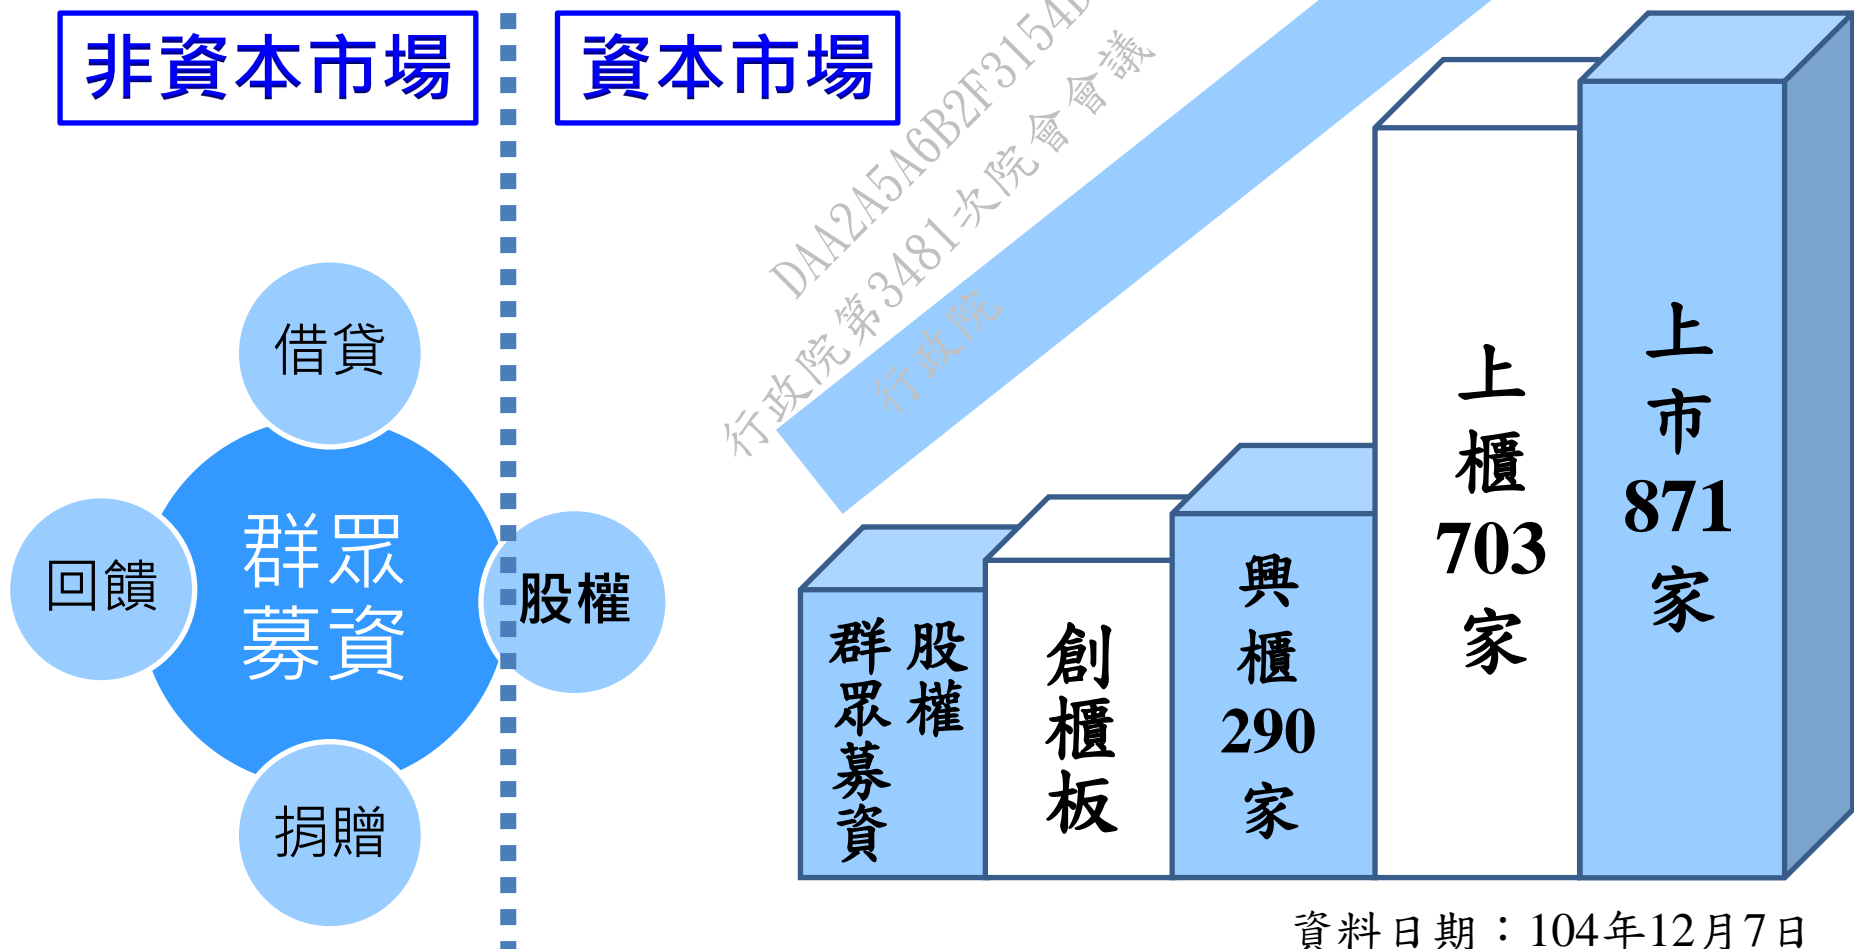 非資本市場
資本市場
DAA2A5A6B2F3154
行政院第3481次院會會議
行政院
借貸
群眾
募資
回饋
股權
捐贈
股權
群眾募資
創櫃板
興櫃
290
家
上櫃
703
家
上市
871
家
資料日期：104年12月7日